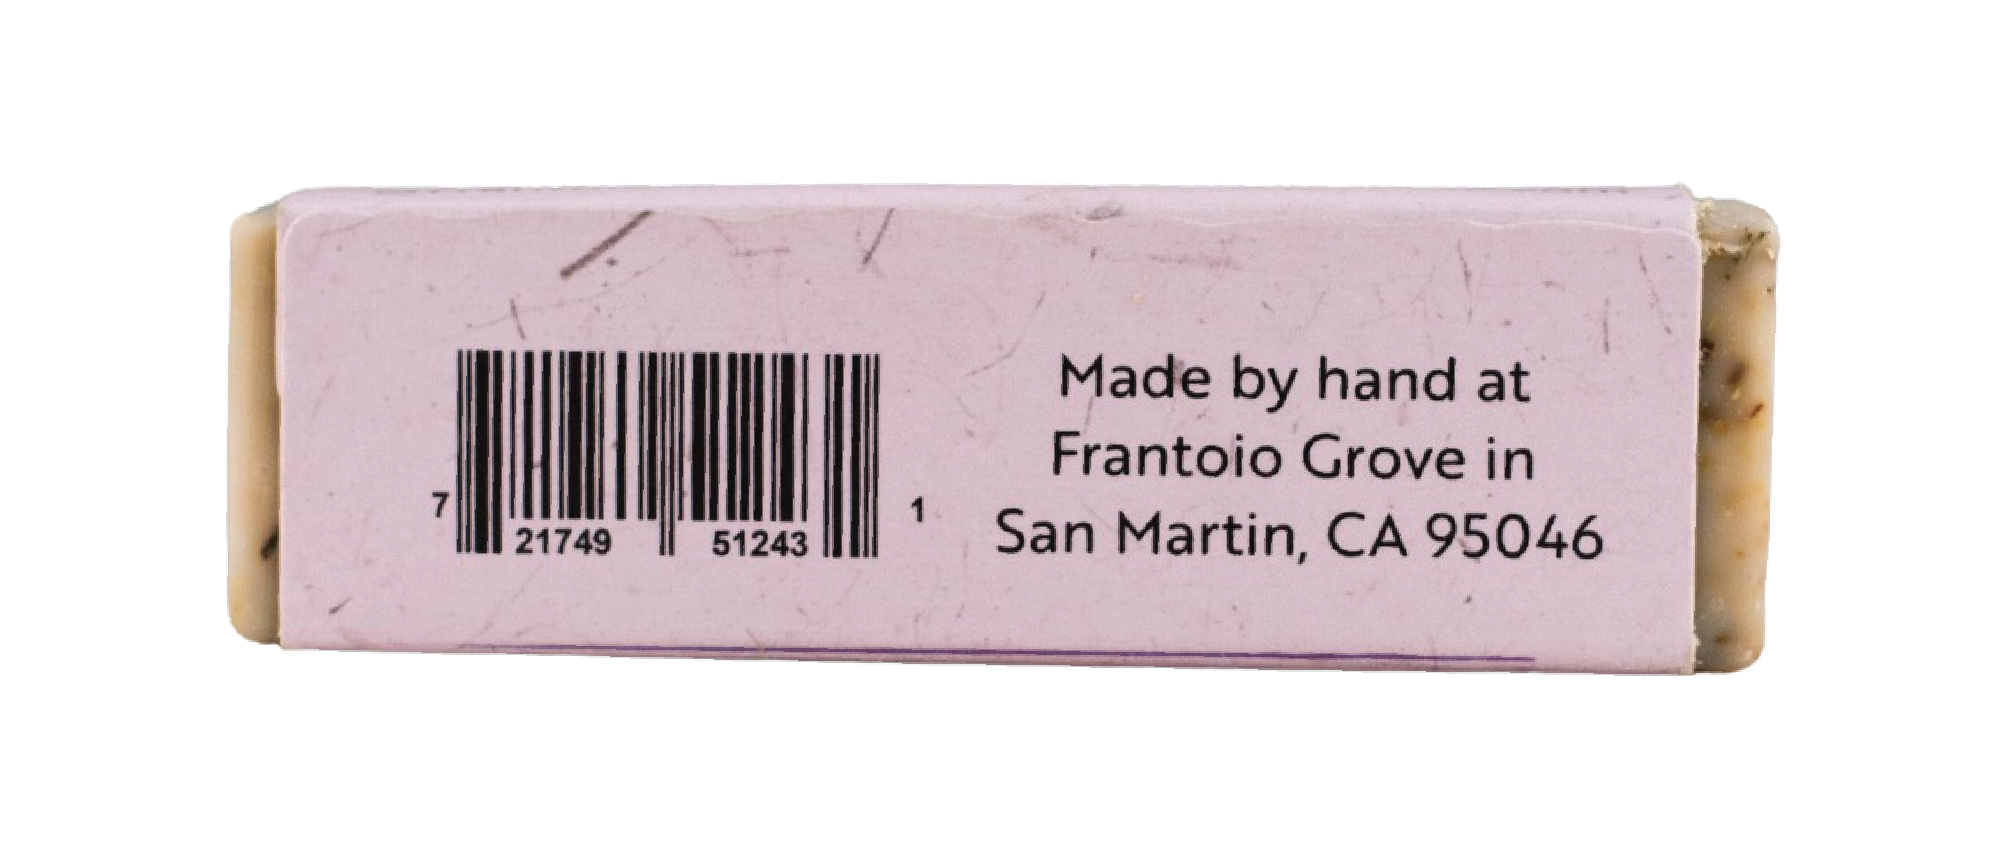 Made by hand at
Frantoio Grove in
San Martin, CA 95046
7 21749 51243 1